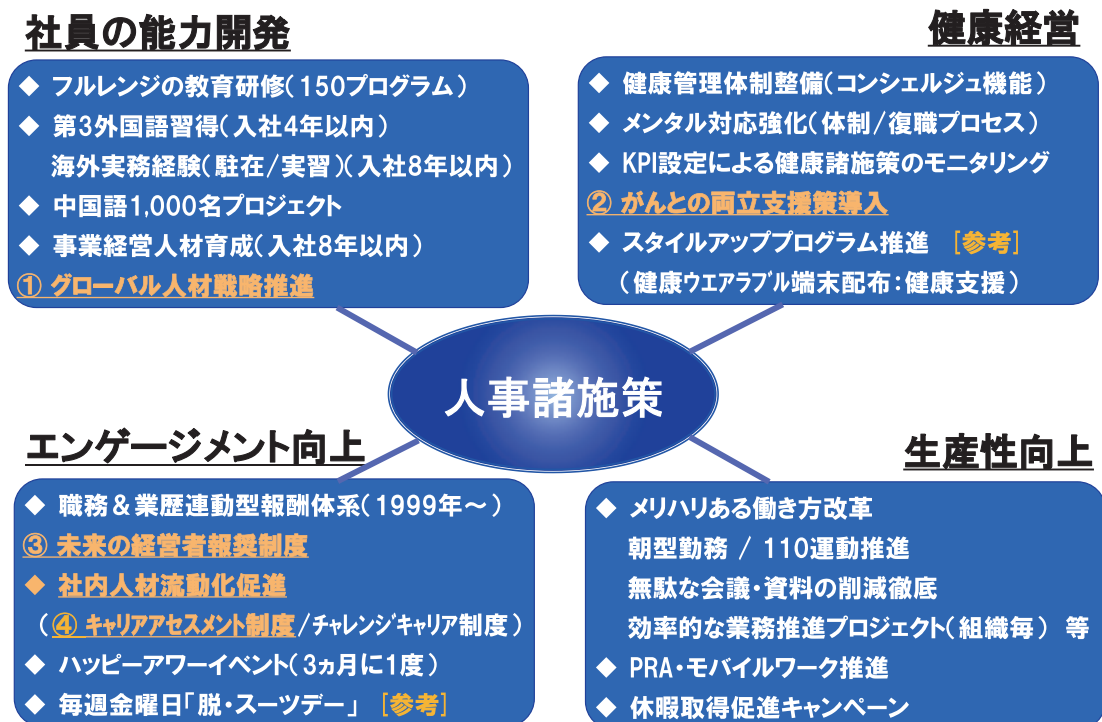 社員の能力開発
◆ フルレンジの教育研修(150プログラム)
◆ 第3外国語習得(入社4年以内)
海外実務経験(駐在/実習)(入社8年以内)
◆ 中国語1,000名プロジェクト
◆ 事業経営人材育成(入社8年以内)
① グローバル人材戦略推進
健康経営
◆ 健康管理体制整備(コンシェルジュ機能)
◆ メンタル対応強化(体制/復職プロセス)
◆ KPI設定による健康諸施策のモニタリング
② がんとの両立支援策導入
◆ スタイルアッププログラム推進 [参考]
(健康ウエアラブル端末配布:健康支援)
人事諸施策
エンゲージメント向上
◆ 職務&業歴連動型報酬体系(1999年~)
③ 未来の経営者報奨制度
◆ 社内人材流動化促進
(④ キャリアアセスメント制度/チャレンジキャリア制度)
◆ ハッピーアワーイベント(3ヵ月に1度)
◆ 毎週金曜日「脱・スーツデー」 [参考]
生産性向上
◆ メリハリある働き方改革
朝型勤務 / 110運動推進
無駄な会議・資料の削減徹底
効率的な業務推進プロジェクト(組織毎) 等
◆ PRA・モバイルワーク推進
◆ 休暇取得促進キャンペーン